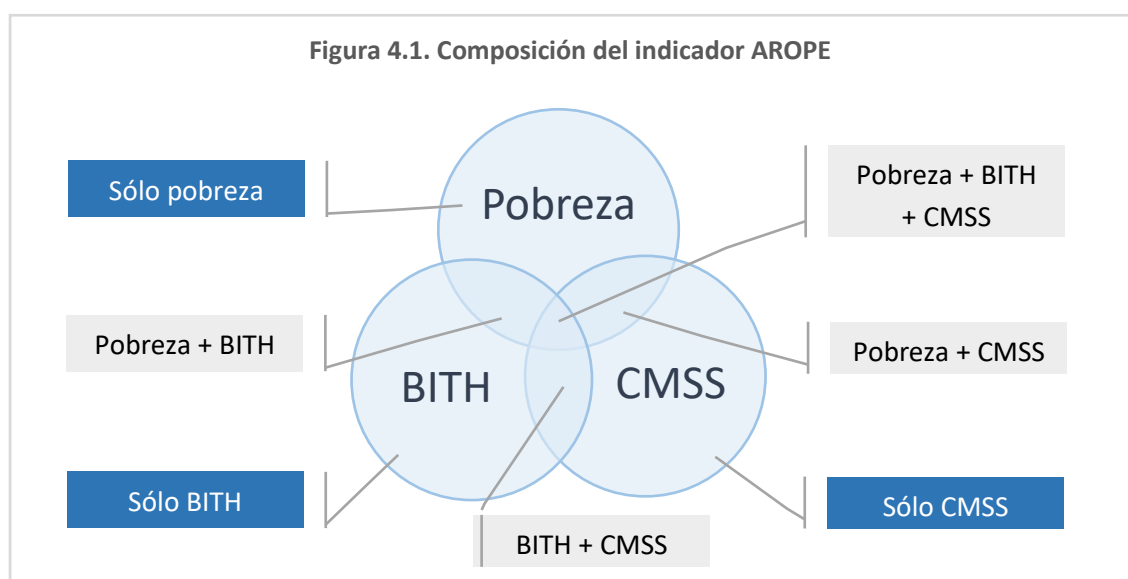 Figura 4.1. Composición del indicador AROPE
Sólo pobreza
Pobreza
Pobreza + BITH
+ CMSS
Pobreza + BITH
BITH
CMSS
Pobreza + CMSS
Sólo BITH
BITH + CMSS
Sólo CMSS